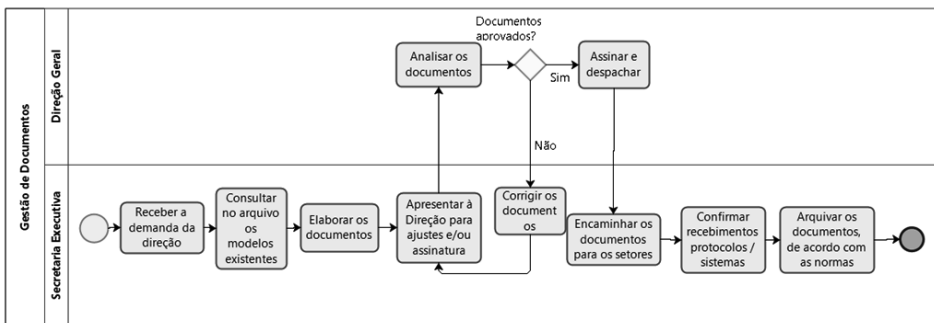 Gestão de Documentos
Direção Geral
Analisar os
documentos
Documentos
aprovados?
Sim
Assinar e
despachar
Não
Secretaria Executiva
Receber a
demanda da
direção
Consultar
no arquivo
os
modelos
existentes
Elaborar os
documentos
Apresentar à
Direção para
ajustes e/ou
assinatura
Corrigir os
document
os
Encaminhar os
documentos
para os setores
Confirmar
recebimentos
protocolos /
sistemas
Arquivar os
documentos,
de acordo com
as normas